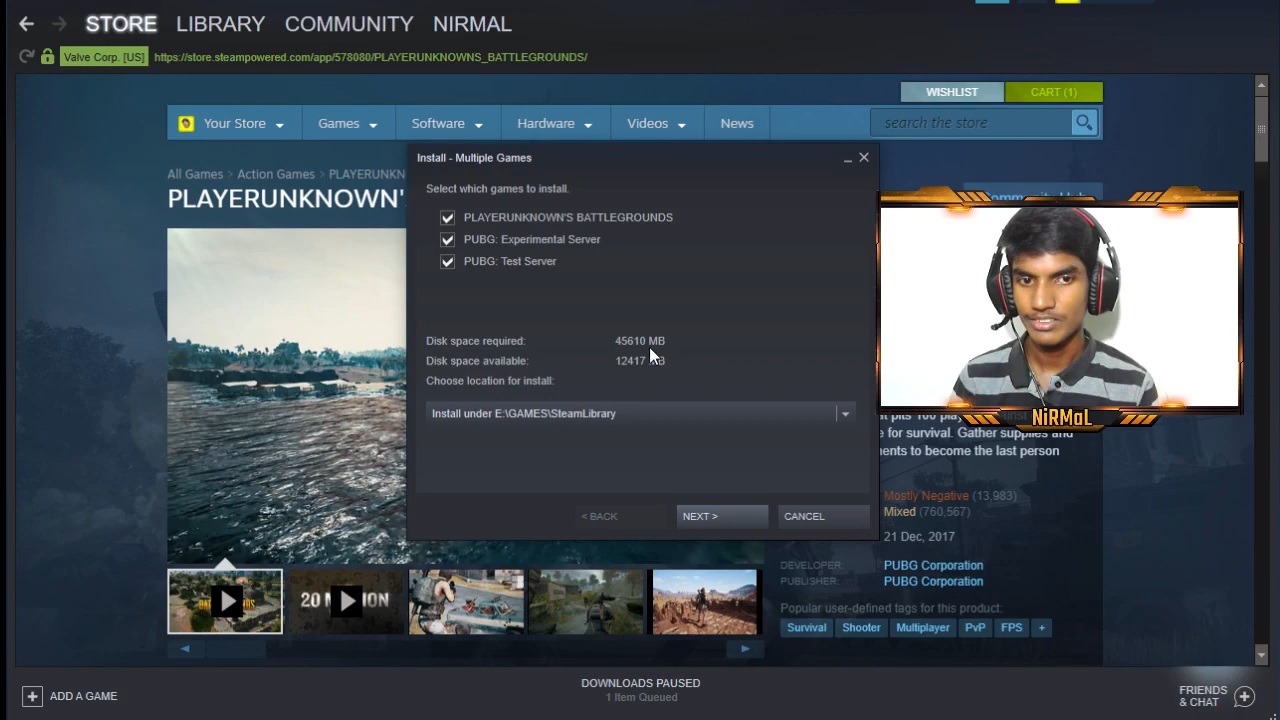 STORE LIBRARY COMMUNITY NIRMAL
Valve Corp. [US] https://store.steampowered.com/app/578080/PLAYERUNKNOWNS_BATTLEGROUNDS/
WISHLIST CART (1)
Your Store Games Software Hardware Videos News search the store
All Games > Action Games > PLAYERUNKN
PLAYERUNKNOWN'
Community Hub
Install - Multiple Games
Select which games to install.
PLAYERUNKNOWN'S BATTLEGROUNDS
PUBG: Experimental Server
PUBG: Test Server
Disk space required: 45610 MB
Disk space available: 12417 MB
Choose location for install:
Install under E:\GAMES\SteamLibrary
< BACK NEXT > CANCEL
NiRMaL
for survival. Gather supplies and
ents to become the last person
Mostly Negative (13,983)
Mixed (760,567)
21 Dec, 2017
DEVELOPER: PUBG Corporation
PUBLISHER: PUBG Corporation
Popular user-defined tags for this product:
Survival Shooter Multiplayer PvP FPS +
ADD A GAME
DOWNLOADS PAUSED
1 Item Queued
FRIENDS
& CHAT